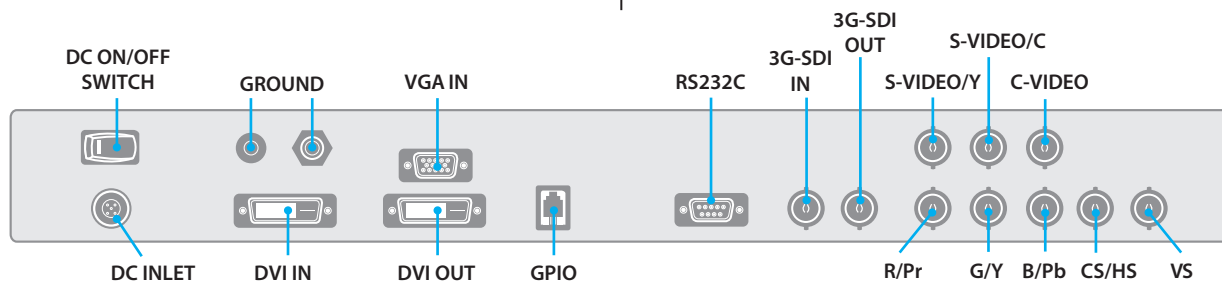 DC ON/OFF
SWITCH
GROUND
VGA IN
RS232C
3G-SDI
IN
3G-SDI
OUT
S-VIDEO/Y
S-VIDEO/C
C-VIDEO
DC INLET
DVI IN
DVI OUT
GPIO
R/Pr
G/Y
B/Pb
CS/HS
VS